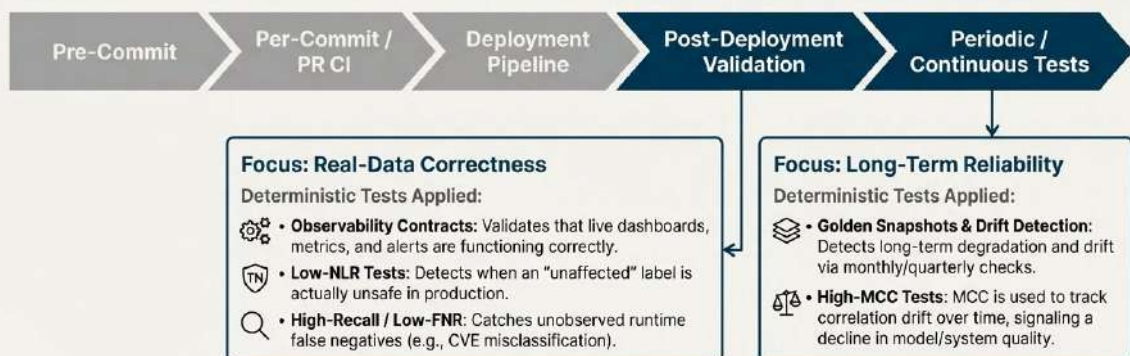 Pre-Commit
Per-Commit /
PR CI
Deployment
Pipeline
Post-Deployment
Validation
Periodic /
Continuous Tests
Focus: Real-Data Correctness
Deterministic Tests Applied:
• Observability Contracts: Validates that live dashboards,
metrics, and alerts are functioning correctly.
TN
• Low-NLR Tests: Detects when an "unaffected" label is
actually unsafe in production.
• High-Recall / Low-FNR: Catches unobserved runtime
false negatives (e.g., CVE misclassification).
Focus: Long-Term Reliability
Deterministic Tests Applied:
• Golden Snapshots & Drift Detection:
Detects long-term degradation and drift
via monthly/quarterly checks.
• High-MCC Tests: MCC is used to track
correlation drift over time, signaling a
decline in model/system quality.